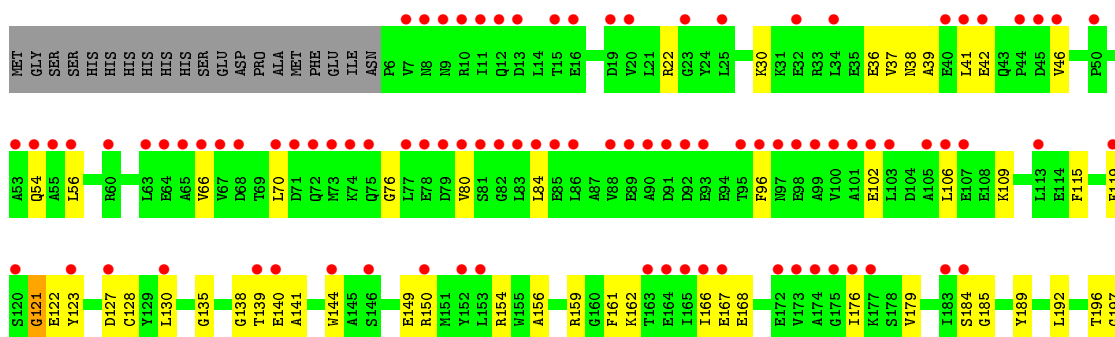 MET GLY SER SER HIS HIS HIS HIS HIS HIS SER GLU ASP PRO ALA MET PHE GLU ILE ASN P6 V7 N8 N9 R10 I11 Q12 D13 L14 T15 E16 D19 V20 L21 R22 G23 Y24 L25 K30 K31 E32 R33 L34 E35 E36 V37 N38 A39 E40 L41 E42 Q43 P44 D45 V46 P50
A53 Q54 A55 L56 R60 L63 E64 A65 V66 V67 D68 T69 L70 D71 Q72 M73 K74 Q75 G76 L77 E78 D79 V80 S81 G82 L83 L84 E85 L86 A87 V88 E89 A90 D91 D92 E93 E94 T95 F96 N97 E98 A99 V100 A101 E102 L103 D104 A105 L106 E107 E108 K109 L113 E114 F115
S120 G121 E122 Y123 D127 C128 Y129 L130 G135 G138 T139 E140 A141 W144 A145 S146 E149 R150 M151 Y152 L153 R154 W155 A156 R159 G160 F161 K162 T163 E164 I165 I166 E167 E168 E172 V173 A174 G175 I176 K177 S178 V179 I183 S184 G185 Y189 L192 T196